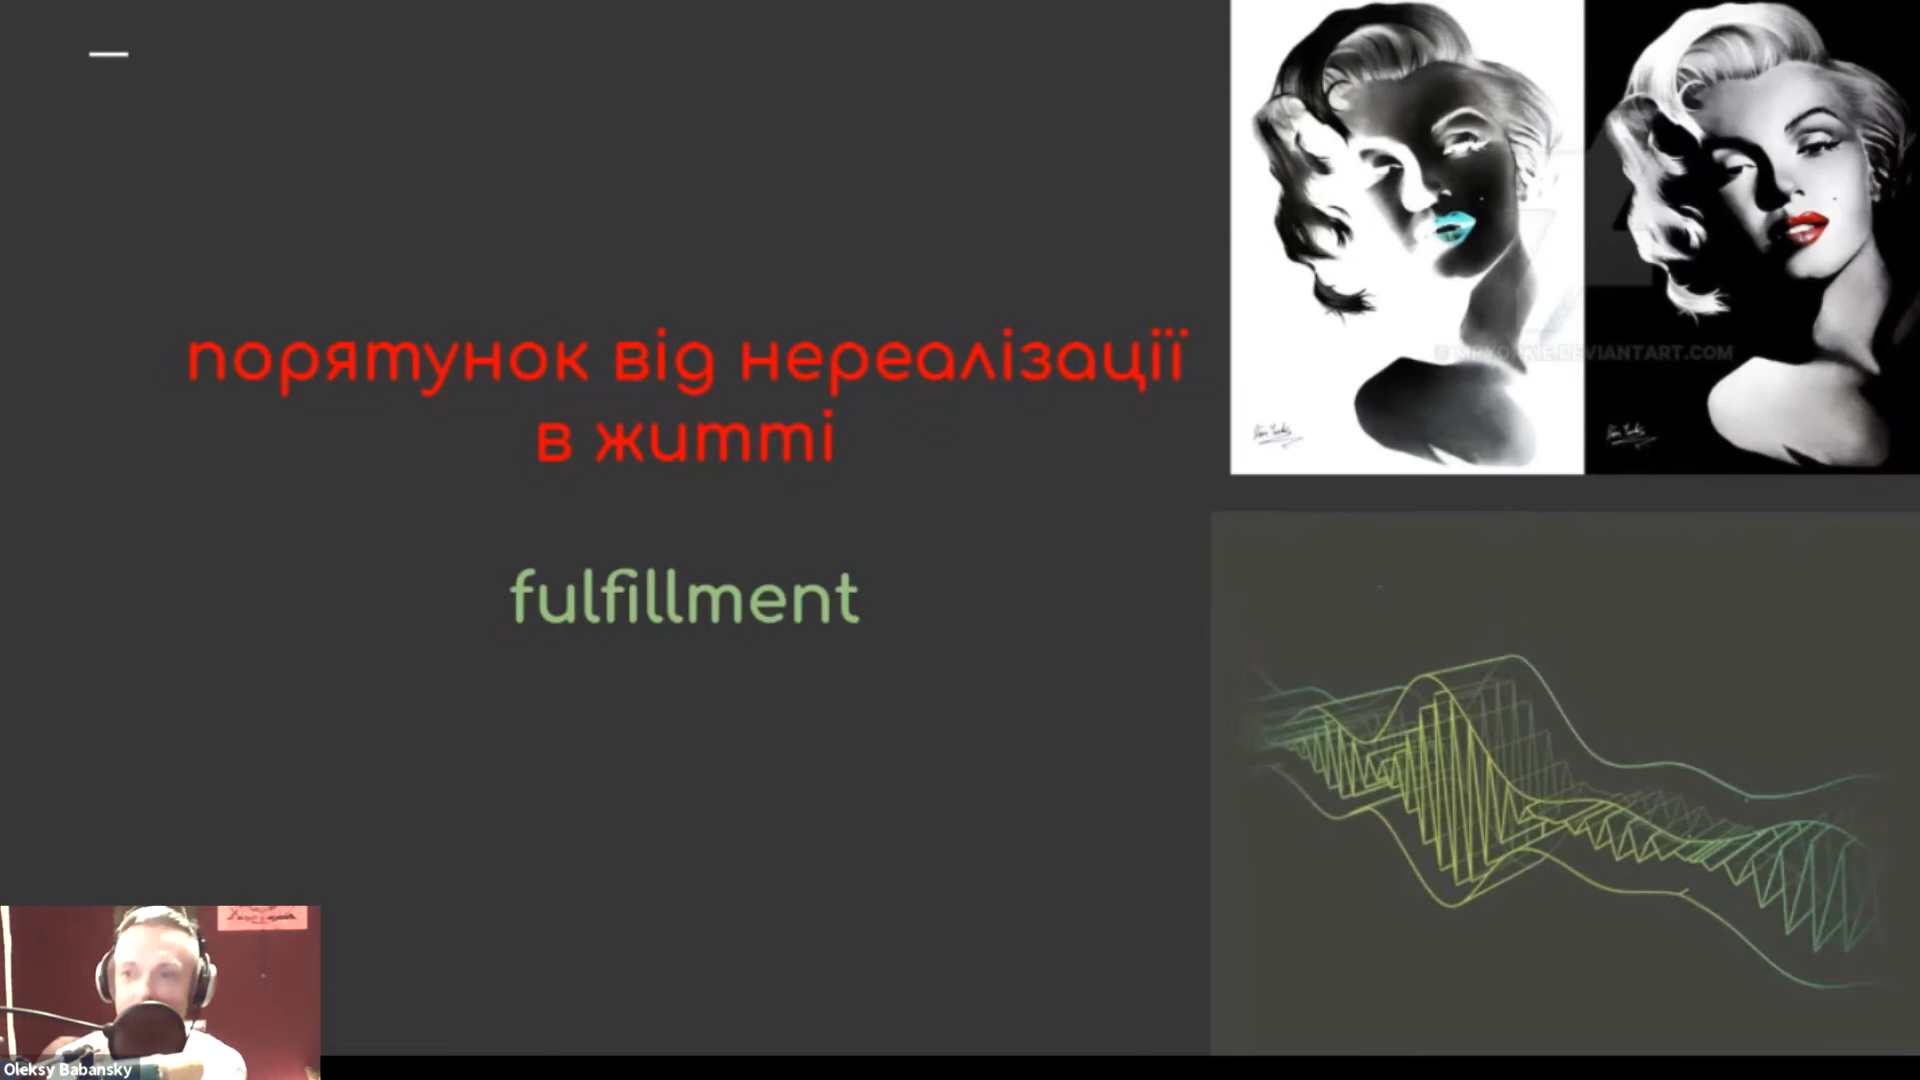 порятунок від нереалізації
в житті
fulfillment
Oleksy Babansky